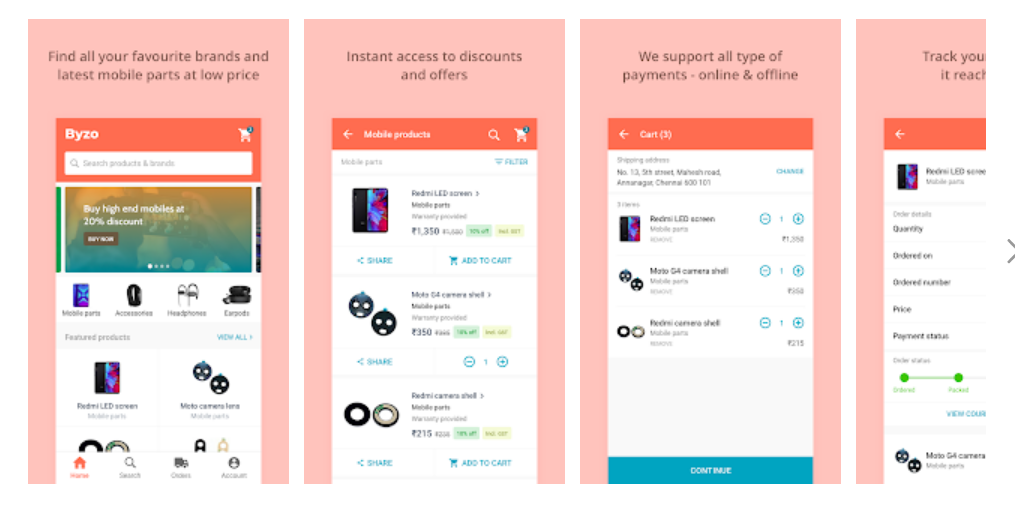 Find all your favourite brands and
latest mobile parts at low price
Byzo
Search products & brands
Buy high end mobiles at
20% discount
BUY NOW
Mobile parts
Accessories
Headphones
Earpods
Featured products
VIEW ALL >
Redmi LED screen
Mobile parts
Moto camera lens
Mobile parts
Home
Search
Orders
Account
Instant access to discounts
and offers
Mobile products
Mobile parts
FILTER
Redmi LED screen >
Mobile parts
Warranty provided
₹1,350 ₹1,500 10% off Incl. GST
SHARE
ADD TO CART
Moto G4 camera shell >
Mobile parts
Warranty provided
₹350 10% off Incl. GST
SHARE
1
Redmi camera shell >
Mobile parts
Warranty provided
₹215 10% off Incl. GST
SHARE
ADD TO CART
We support all type of
payments - online & offline
Cart (3)
Shipping address
No. 13, 5th street, Mahesh road,
Annanagar, Chennai 600 101
CHANGE
3 items
Redmi LED screen
Mobile parts
REMOVE
1
₹1,350
Moto G4 camera shell
Mobile parts
REMOVE
1
₹350
Redmi camera shell
Mobile parts
REMOVE
1
₹215
CONTINUE
Track you
it reach
Redmi LED scree
Mobile parts
Order details
Quantity
Ordered on
Ordered number
Price
Payment status
Order status
Ordered
Packed
VIEW COUR
Moto G4 camera
Mobile parts